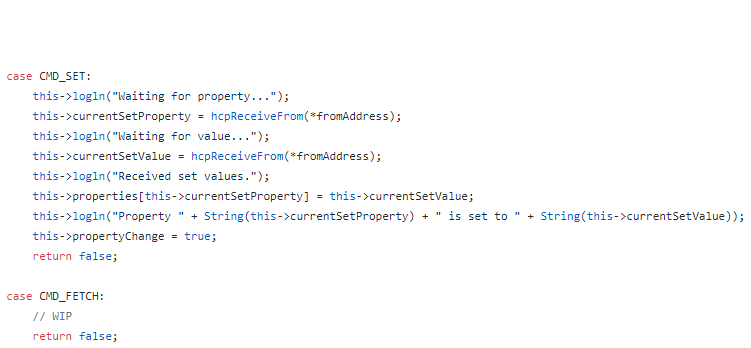 case CMD_SET:
    this->logln("Waiting for property...");
    this->currentSetProperty = hcpReceiveFrom(*fromAddress);
    this->logln("Waiting for value...");
    this->currentSetValue = hcpReceiveFrom(*fromAddress);
    this->logln("Received set values.");
    this->properties[this->currentSetProperty] = this->currentSetValue;
    this->logln("Property " + String(this->currentSetProperty) + " is set to " + String(this->currentSetValue));
    this->propertyChange = true;
    return false;

case CMD_FETCH:
    // WIP
    return false;